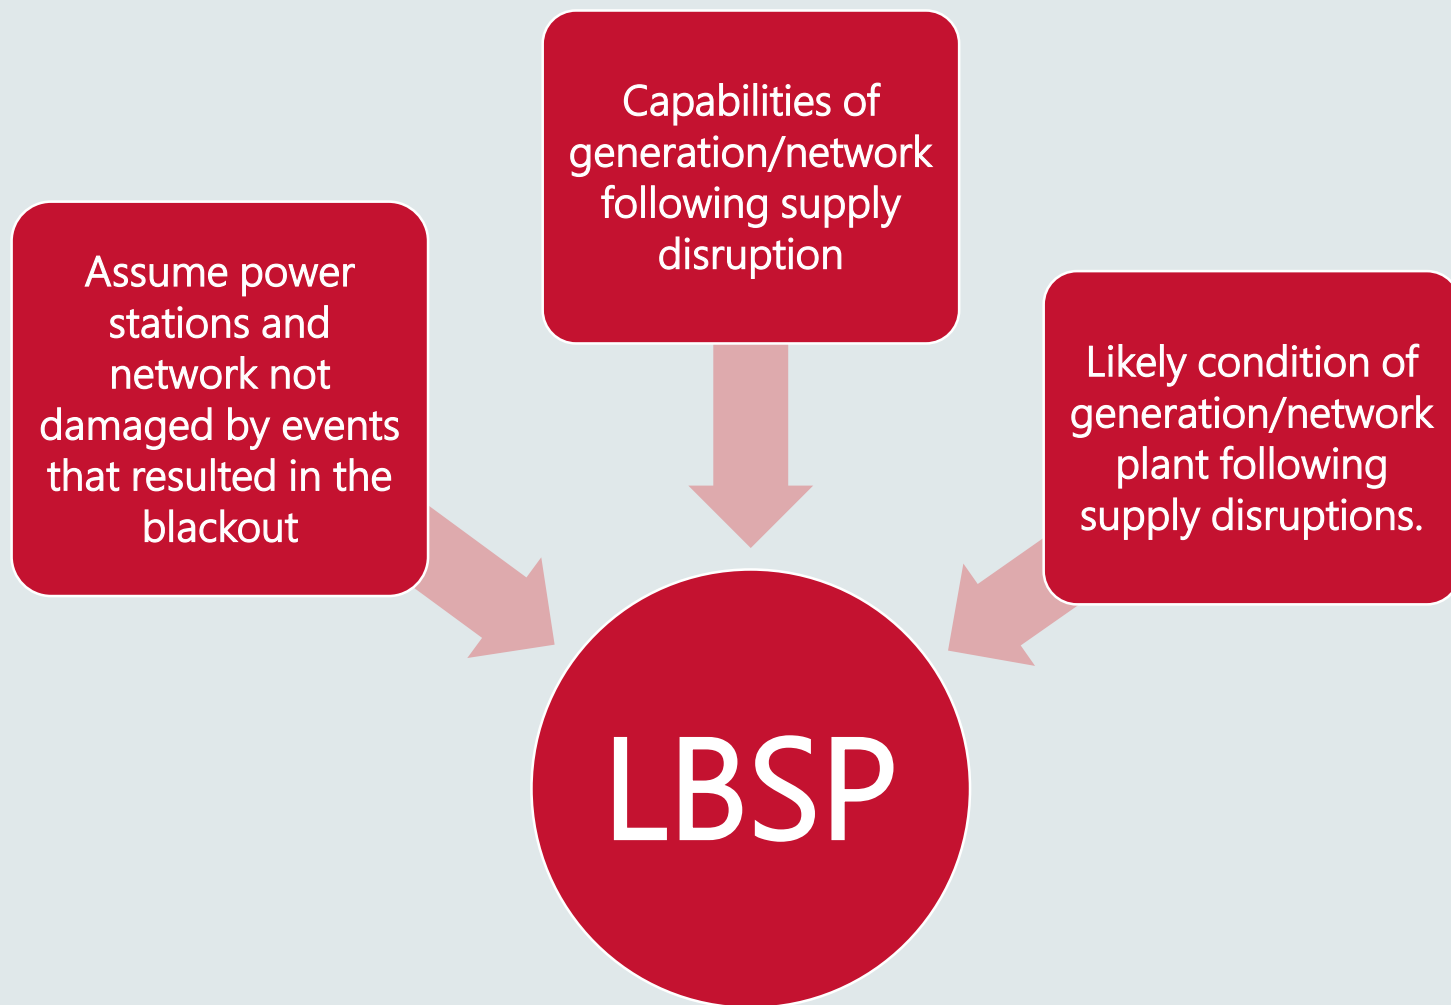 Capabilities of
generation/network
following supply
disruption
Assume power
stations and
network not
damaged by events
that resulted in the
blackout
Likely condition of
generation/network
plant following
supply disruptions.
LBSP